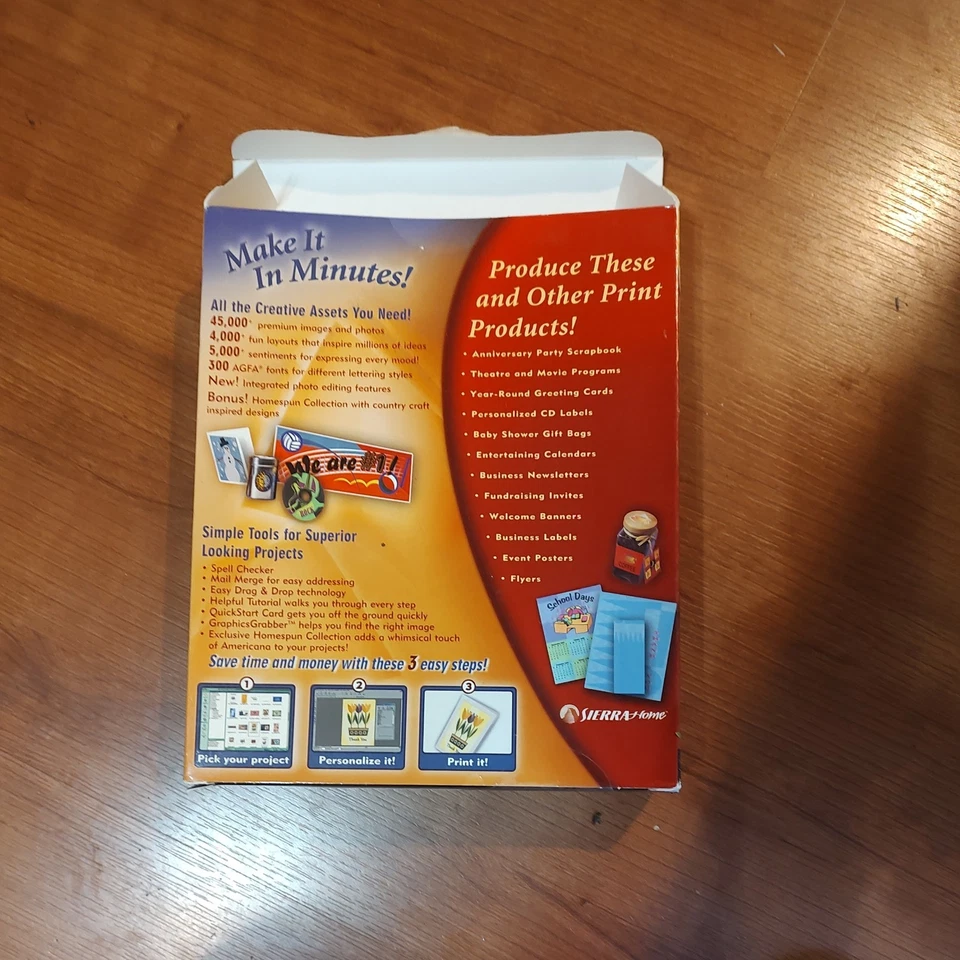 Make It
In Minutes!
All the Creative Assets You Need!
45,000+ premium images and photos
4,000+ fun layouts that inspire millions of ideas
5,000+ sentiments for expressing every mood!
300 AGFA® fonts for different lettering styles
New! Integrated photo editing features
Bonus! Homespun Collection with country craft
inspired designs
We are #1!
ROCK
Simple Tools for Superior
Looking Projects
• Spell Checker
• Mail Merge for easy addressing
• Easy Drag & Drop technology
• Helpful Tutorial walks you through every step
• QuickStart Card gets you off the ground quickly
• GraphicsGrabber™ helps you find the right image
• Exclusive Homespun Collection adds a whimsical touch
of Americana to your projects!
Save time and money with these 3 easy steps!
1
Pick your project
2
Thank You
Personalize it!
3
Print it!
Produce These
and Other Print
Products!
• Anniversary Party Scrapbook
• Theatre and Movie Programs
• Year-Round Greeting Cards
• Personalized CD Labels
• Baby Shower Gift Bags
• Entertaining Calendars
• Business Newsletters
• Fundraising Invites
• Welcome Banners
• Business Labels
• Event Posters
• Flyers
School Days
SIERRA Home™